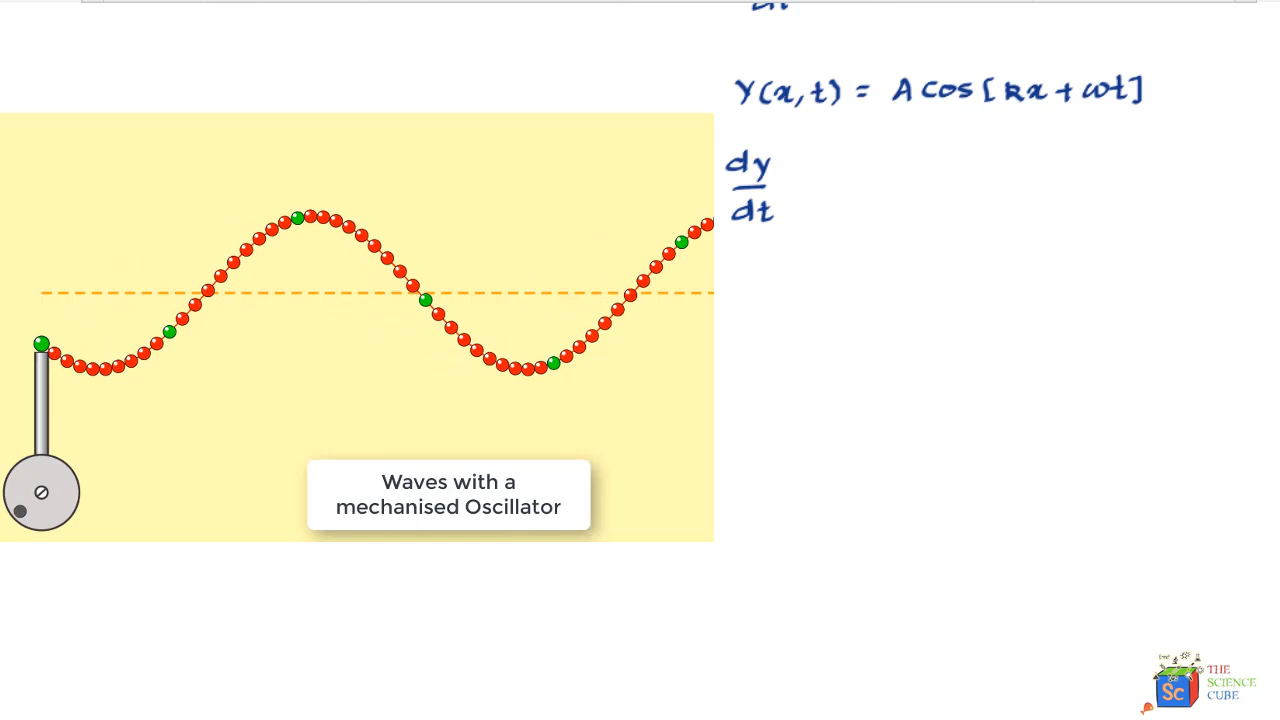 Y(x,t) = A cos[kx + ωt]
dy
dt
Waves with a
mechanised Oscillator
Sc
THE
SCIENCE
CUBE